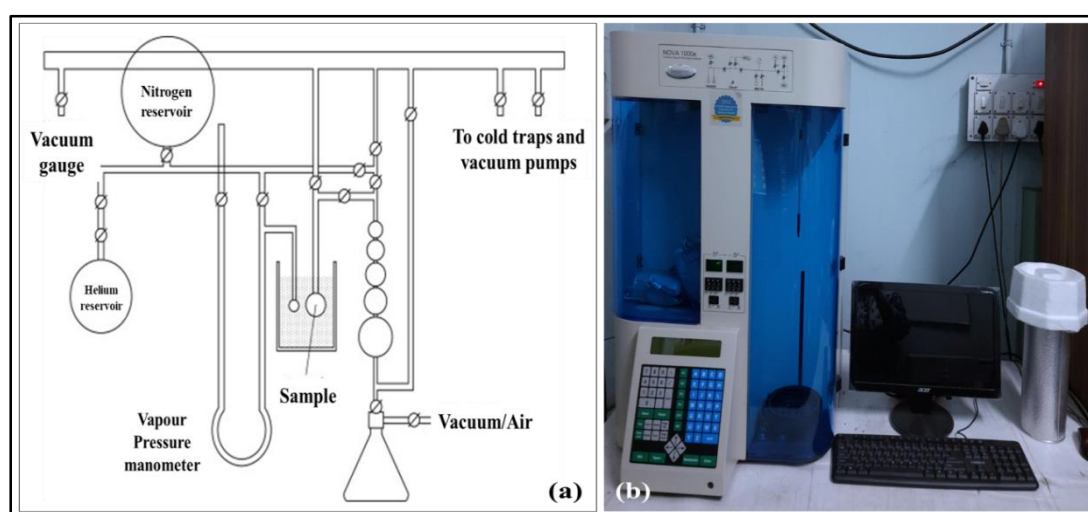 Nitrogen
reservoir
Vacuum
gauge
To cold traps and
vacuum pumps
Helium
reservoir
Sample
Vapour
Pressure
manometer
Vacuum/Air
(a)
NOVA 1000e
acer
(b)